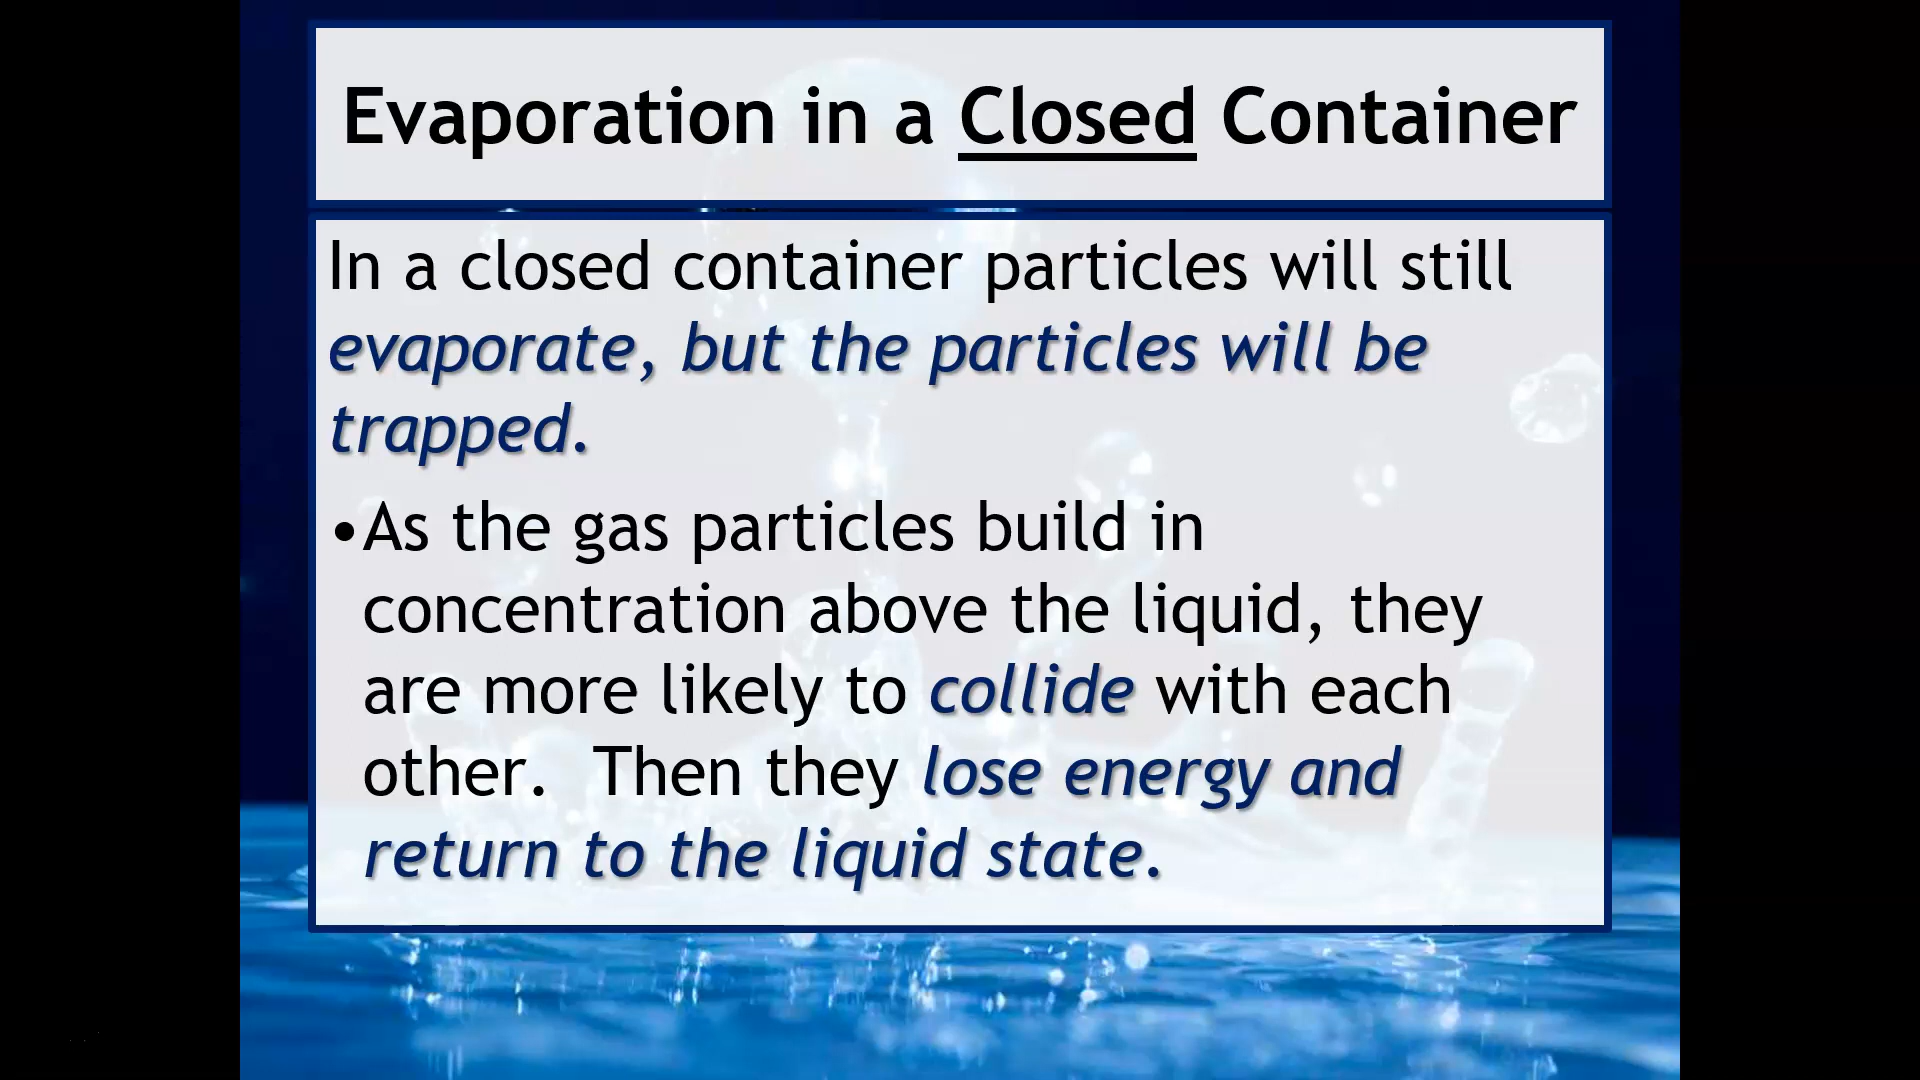 Evaporation in a Closed Container
In a closed container particles will still
evaporate, but the particles will be
trapped.
•As the gas particles build in
concentration above the liquid, they
are more likely to collide with each
other.  Then they lose energy and
return to the liquid state.